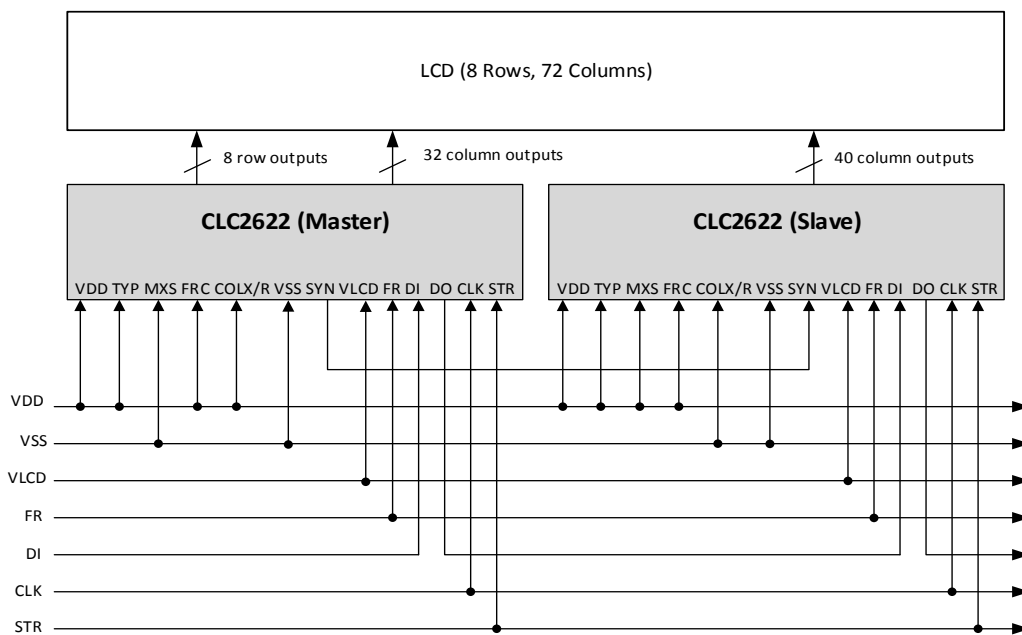 LCD (8 Rows, 72 Columns)
8 row outputs
32 column outputs
40 column outputs
CLC2622 (Master)
CLC2622 (Slave)
VDD TYP MXS FRC COLX/R VSS SYN VLCD FR DI DO CLK STR
VDD TYP MXS FRC COLX/R VSS SYN VLCD FR DI DO CLK STR
VDD
VSS
VLCD
FR
DI
CLK
STR